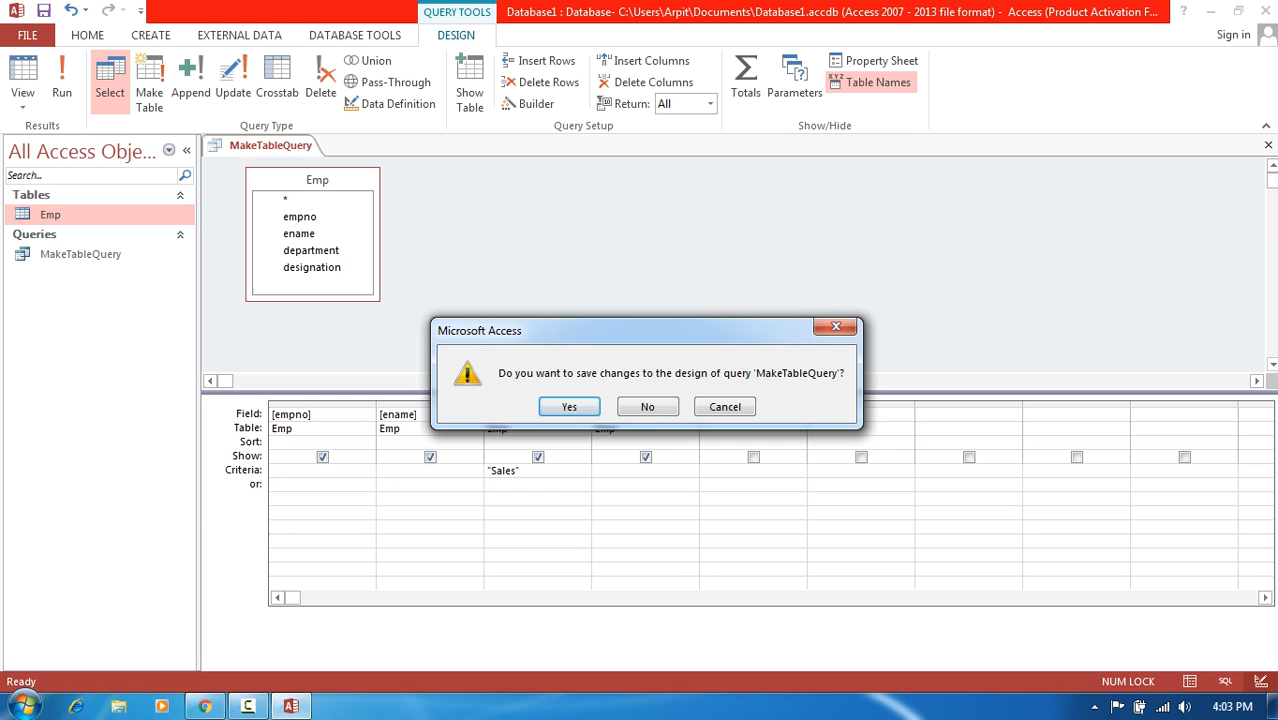 QUERY TOOLS
Database1 : Database- C:\Users\Arpit\Documents\Database1.accdb (Access 2007 - 2013 file format) - Access (Product Activation F...
?
FILE HOME CREATE EXTERNAL DATA DATABASE TOOLS DESIGN Sign in
View
Run
Select
Make Table
Append
Update
Crosstab
Delete
Union
Pass-Through
Data Definition
Show Table
Insert Rows
Delete Rows
Builder
Insert Columns
Delete Columns
Return: All
Totals
Parameters
Property Sheet
XYZ Table Names
Results Query Type Query Setup Show/Hide
All Access Obje...
Search...
Tables
Emp
Queries
MakeTableQuery
MakeTableQuery
Emp
*
empno
ename
department
designation
Microsoft Access
Do you want to save changes to the design of query 'MakeTableQuery'?
Yes No Cancel
Field: [empno] [ename]
Table: Emp Emp Emp Emp
Sort:
Show:
Criteria: "Sales"
or:
Ready NUM LOCK SQL
4:03 PM